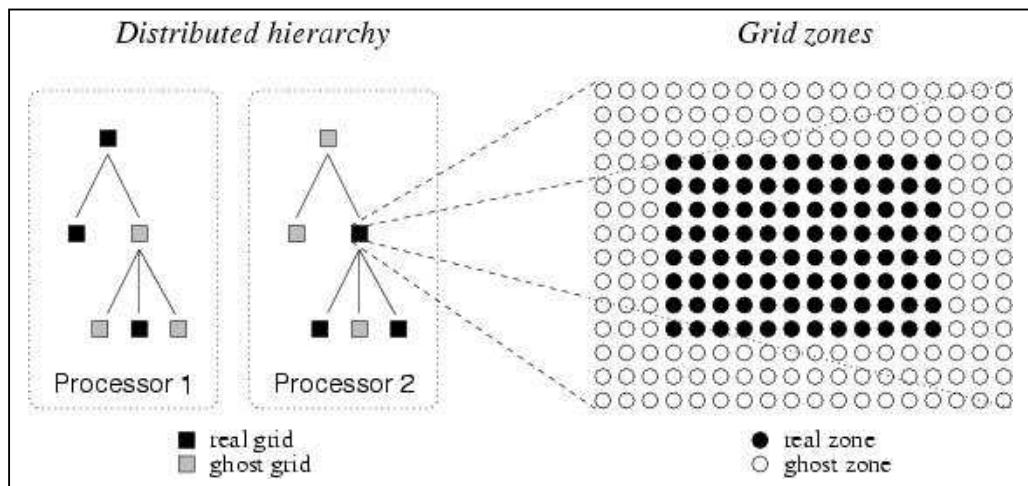 Distributed hierarchy
Grid zones
Processor 1
Processor 2
real grid
ghost grid
real zone
ghost zone